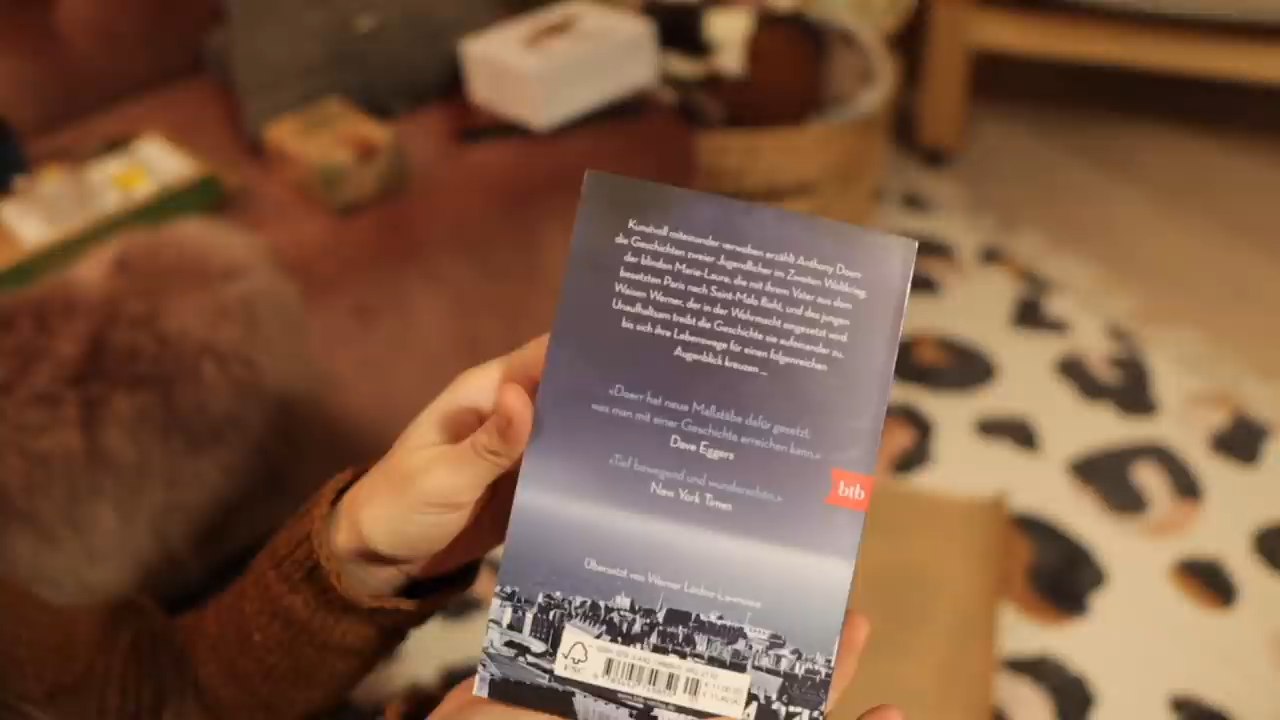 Kunstvoll miteinander verwoben erzählt Anthony Doerr
die Geschichten zweier Jugendlicher im Zweiten Weltkrieg,
der blinden Marie-Laure, die mit ihrem Vater aus dem
besetzten Paris nach Saint-Malo flieht, und des jungen
Waisen Werner, der in der Wehrmacht eingesetzt wird.
Unaufhaltsam treibt die Geschichte sie aufeinander zu,
bis sich ihre Lebenswege für einen folgenreichen
Augenblick kreuzen ...
»Doerr hat neue Maßstäbe dafür gesetzt,
was man mit einer Geschichte erreichen kann.«
Dave Eggers
»Tief bewegend und wunderschön.«
New York Times
btb
Übersetzt von Werner Löcher-Lawrence
FSC